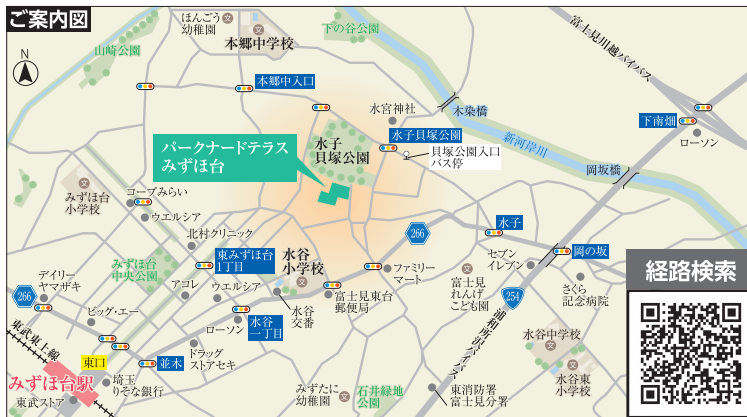 ご案内図
N
山崎公園
ほんごう
幼稚園
本郷中学校
下の谷公園
富士見川越バイパス
本郷中入口
水宮神社
木染橋
水子貝塚公園
下南畑
ローソン
新河岸川
貝塚公園入口
バス停
岡坂橋
水子
貝塚公園
パークナードテラス
みずほ台
みずほ台
小学校
コープみらい
ウエルシア
北村クリニック
東みずほ台
1丁目
水谷
小学校
266
水子
岡の坂
みずほ台
中央公園
デイリー
ヤマザキ
266
アコレ
ウエルシア
ファミリー
マート
セブン
イレブン
富士見
れんげ
こども園
254
さくら
記念病院
経路検索
ビッグ・エー
ローソン
水谷
一丁目
水谷
交番
富士見東台
郵便局
浦和所沢バイパス
水谷中学校
東武東上線
東口
並木
ドラッグ
ストアセキ
みずほ台駅
埼玉
りそな銀行
東武ストア
みずたに
幼稚園
石井緑地
公園
東消防署
富士見分署
水谷東
小学校